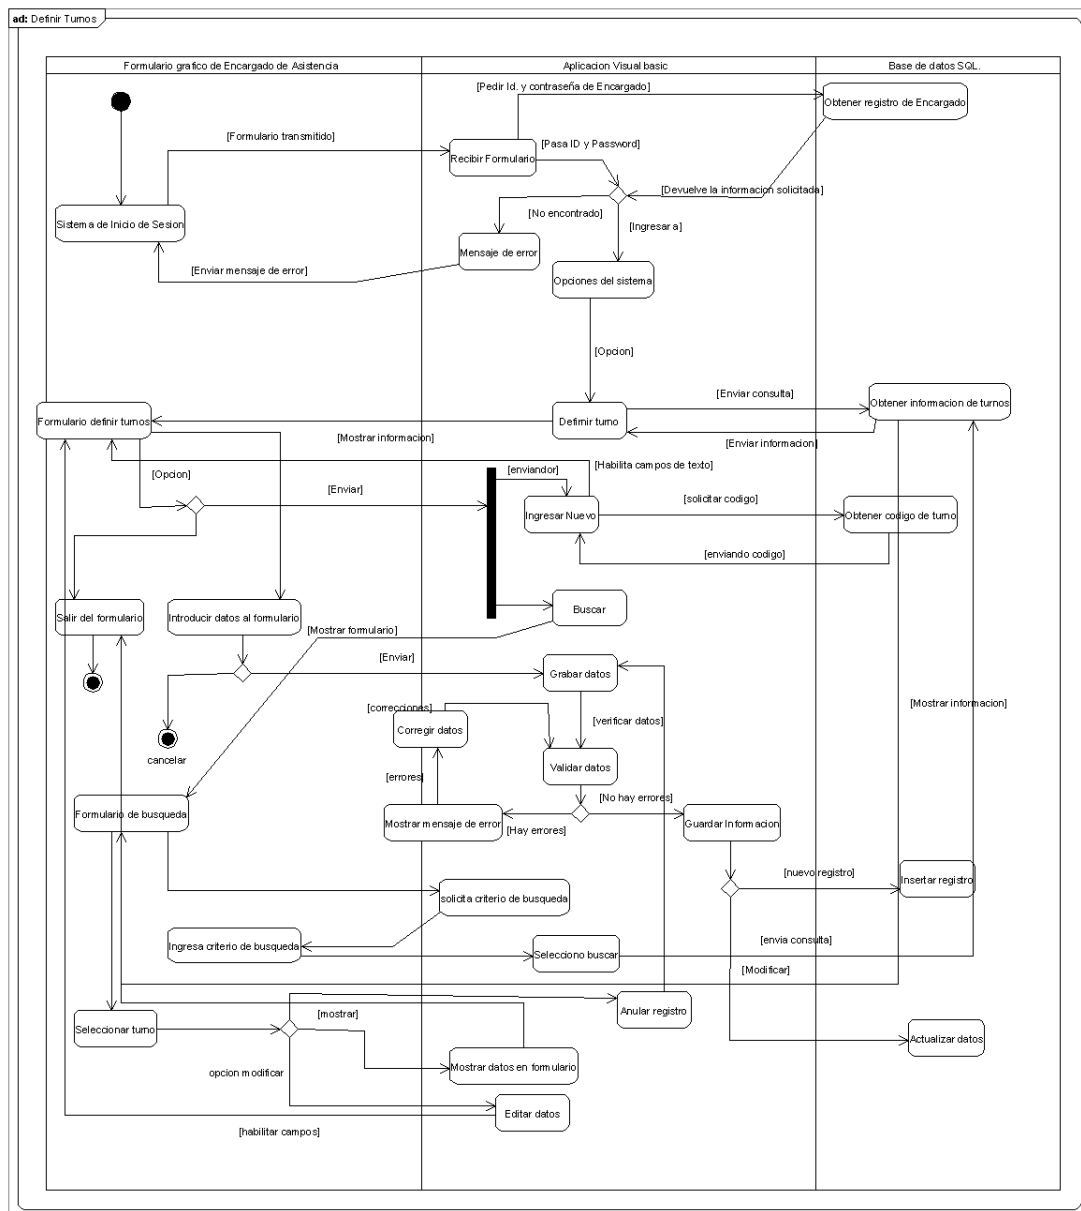 ad: Definir Turnos
Formulario grafico de Encargado de Asistencia
Aplicacion Visual basic
Base de datos SQL.
[Pedir Id. y contraseña de Encargado]
Obtener registro de Encargado
[Formulario transmitido]
[Pasa ID y Password]
Recibir Formulario
[Devuelve la informacion solicitada]
[No encontrado]
Sistema de Inicio de Sesion
[Ingresar a]
Mensaje de error
[Enviar mensaje de error]
Opciones del sistema
[Opcion]
[Enviar consulta]
Obtener informacion de turnos
Formulario definir turnos
Definir turno
[Mostrar informacion]
[Enviar informacion]
[Habilita campos de texto]
[enviandor]
[Opcion]
[Enviar]
[solicitar codigo]
Ingresar Nuevo
Obtener codigo de turno
[enviando codigo]
Salir del formulario
Introducir datos al formulario
Buscar
[Mostrar formulario]
[Enviar]
Grabar datos
[Mostrar informacion]
[correcciones]
[verificar datos]
Corregir datos
cancelar
Validar datos
[errores]
[No hay errores]
Formulario de busqueda
Mostrar mensaje de error
[Hay errores]
Guardar Informacion
[nuevo registro]
Insertar registro
solicita criterio de busqueda
Ingresa criterio de busqueda
[envia consulta]
Selecciono buscar
[Modificar]
[mostrar]
Anular registro
Seleccionar turno
Actualizar datos
Mostrar datos en formulario
opcion modificar
Editar datos
[habilitar campos]